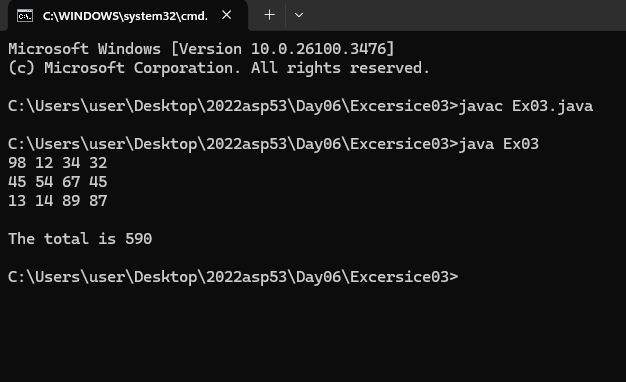 C:\WINDOWS\system32\cmd.
Microsoft Windows [Version 10.0.26100.3476]
(c) Microsoft Corporation. All rights reserved.
C:\Users\user\Desktop\2022asp53\Day06\Excersice03>javac Ex03.java
C:\Users\user\Desktop\2022asp53\Day06\Excersice03>java Ex03
98 12 34 32
45 54 67 45
13 14 89 87
The total is 590
C:\Users\user\Desktop\2022asp53\Day06\Excersice03>